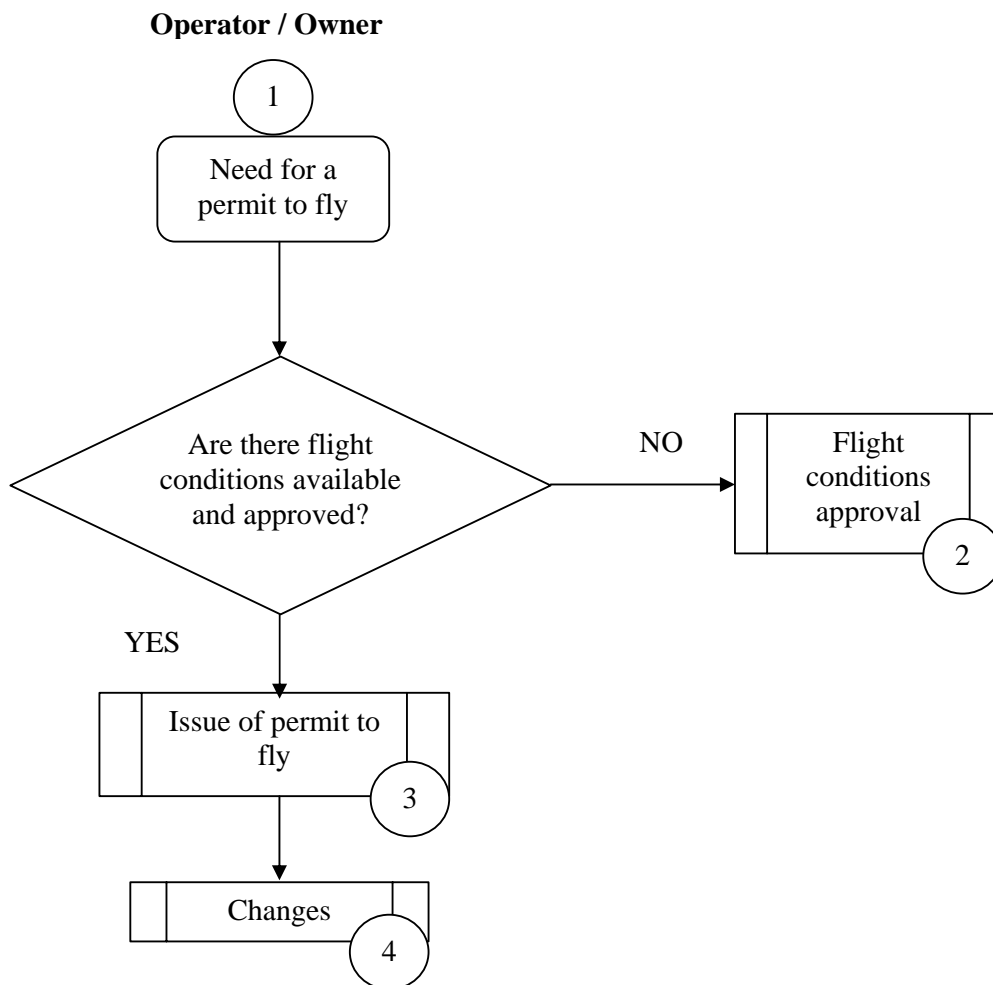 Operator / Owner
1
Need for a
permit to fly
Are there flight
conditions available
and approved?
NO
Flight
conditions
approval
2
YES
Issue of permit to
fly
3
Changes
4